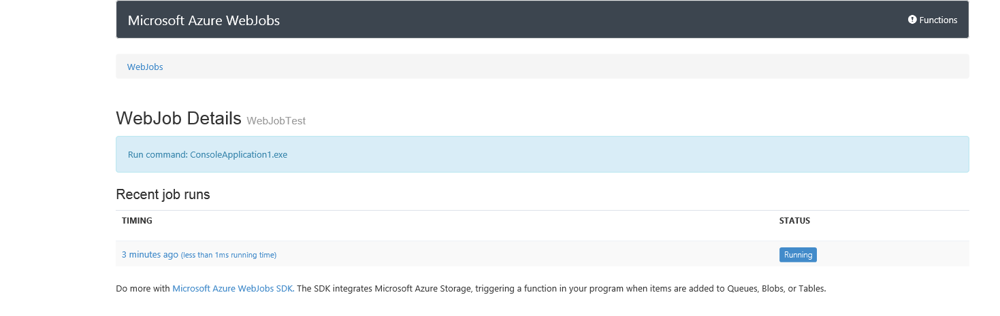 Microsoft Azure WebJobs
Functions
WebJobs
WebJob Details WebJobTest
Run command: ConsoleApplication1.exe
Recent job runs
TIMING STATUS
3 minutes ago (less than 1ms running time) Running
Do more with Microsoft Azure WebJobs SDK. The SDK integrates Microsoft Azure Storage, triggering a function in your program when items are added to Queues, Blobs, or Tables.